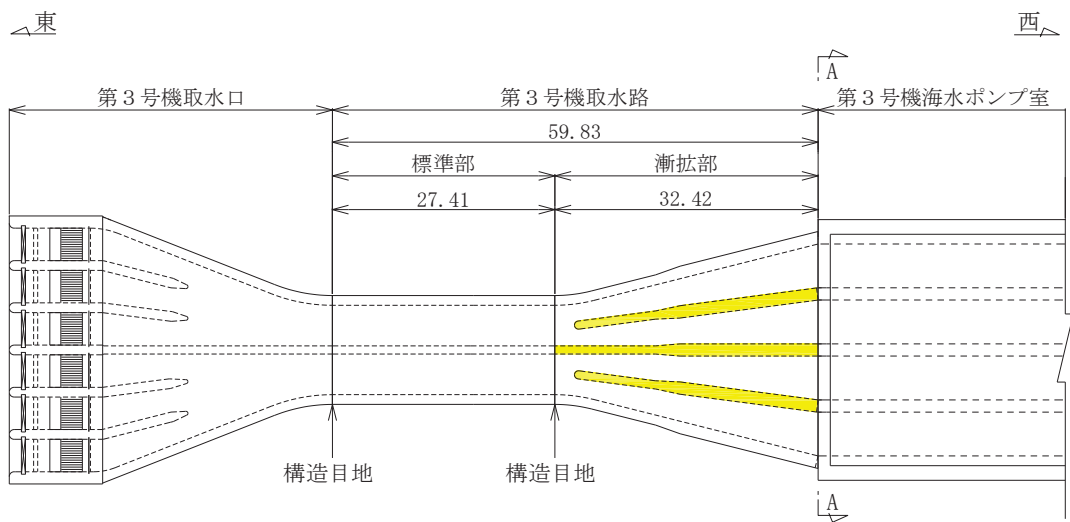 東
西
A
第３号機取水口
第３号機取水路
第３号機海水ポンプ室
59.83
標準部
漸拡部
27.41
32.42
構造目地
構造目地
A